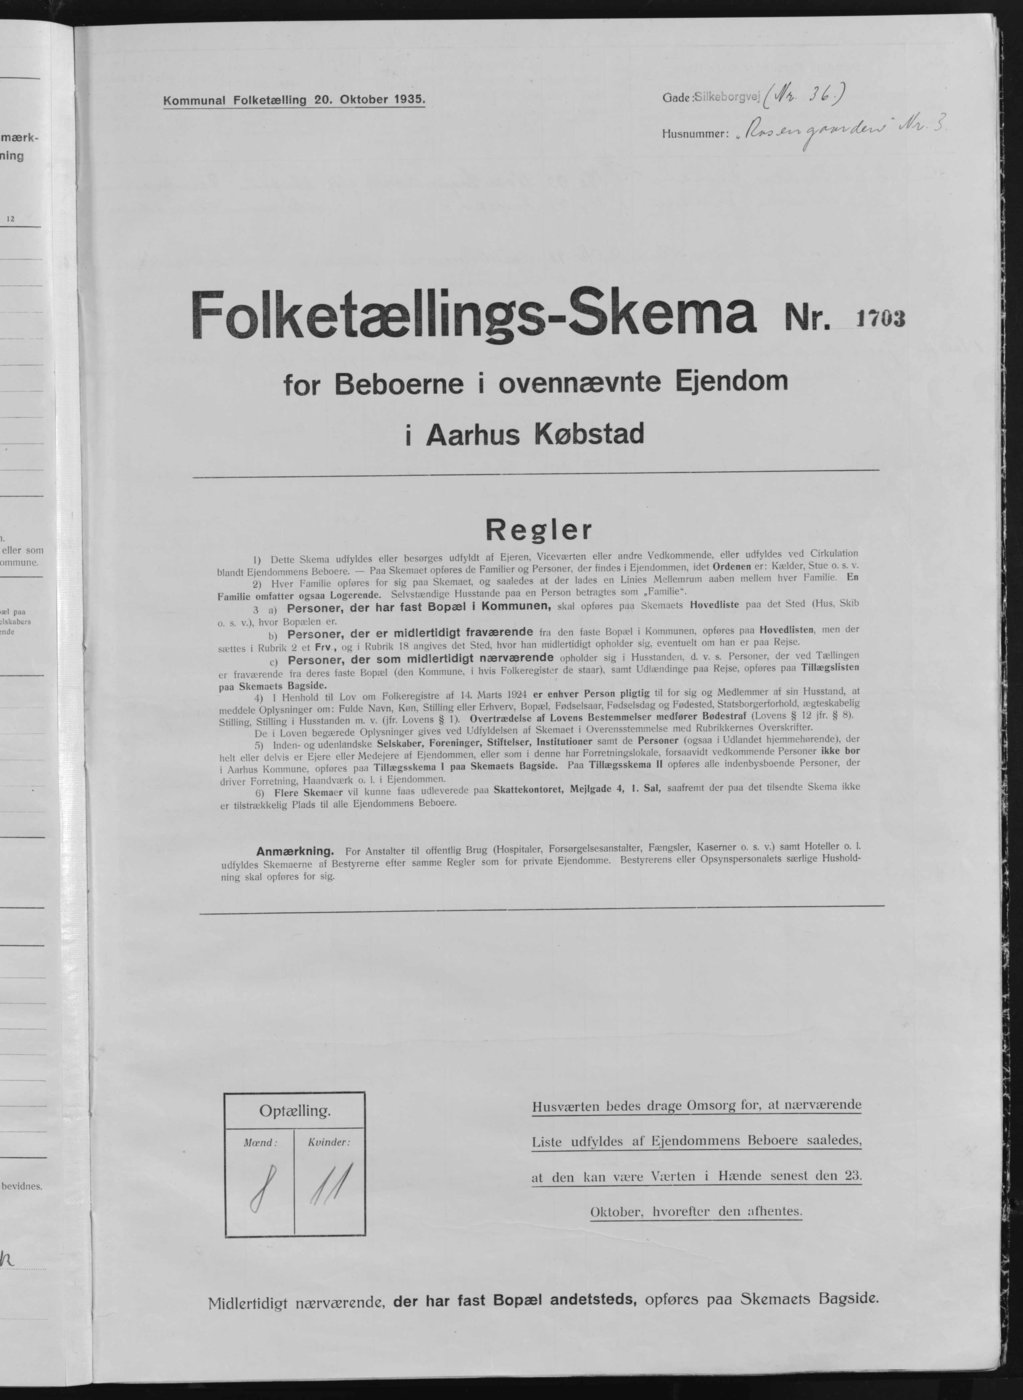 mærk-
ning
12
eller som
ommune.
pæl paa
elskabers
ende
bevidnes.
Kommunal Folketælling 20. Oktober 1935.
Gade: Silkeborgvej (Nr. 36.)
Husnummer: „Rosengaarden“ Nr. 3.
Folketællings-Skema Nr. 1703
for Beboerne i ovennævnte Ejendom
i Aarhus Købstad
Regler
1) Dette Skema udfyldes eller besørges udfyldt af Ejeren, Viceværten eller andre Vedkommende, eller udfyldes ved Cirkulation
blandt Ejendommens Beboere. — Paa Skemaet opføres de Familier og Personer, der findes i Ejendommen, idet Ordenen er: Kælder, Stue o. s. v.
2) Hver Familie opføres for sig paa Skemaet, og saaledes at der lades en Linies Mellemrum aaben mellem hver Familie. En
Familie omfatter ogsaa Logerende. Selvstændige Husstande paa en Person betragtes som „Familie“.
3 a) Personer, der har fast Bopæl i Kommunen, skal opføres paa Skemaets Hovedliste paa det Sted (Hus, Skib
o. s. v.), hvor Bopælen er.
b) Personer, der er midlertidigt fraværende fra den faste Bopæl i Kommunen, opføres paa Hovedlisten, men der
sættes i Rubrik 2 et Frv., og i Rubrik 18 angives det Sted, hvor han midlertidigt opholder sig, eventuelt om han er paa Rejse.
c) Personer, der som midlertidigt nærværende opholder sig i Husstanden, d. v. s. Personer, der ved Tællingen
er fraværende fra deres faste Bopæl (den Kommune, i hvis Folkeregister de staar), samt Udlændinge paa Rejse, opføres paa Tillægslisten
paa Skemaets Bagside.
4) I Henhold til Lov om Folkeregistre af 14. Marts 1924 er enhver Person pligtig til for sig og Medlemmer af sin Husstand, at
meddele Oplysninger om: Fulde Navn, Køn, Stilling eller Erhverv, Bopæl, Fødselsaar, Fødselsdag og Fødested, Statsborgerforhold, ægteskabelig
Stilling, Stilling i Husstanden m. v. (jfr. Lovens § 1). Overtrædelse af Lovens Bestemmelser medfører Bødestraf (Lovens § 12 jfr. § 8).
De i Loven begærede Oplysninger gives ved Udfyldelsen af Skemaet i Overensstemmelse med Rubrikkernes Overskrifter.
5) Inden- og udenlandske Selskaber, Foreninger, Stiftelser, Institutioner samt de Personer (ogsaa i Udlandet hjemmehørende), der
helt eller delvis er Ejere eller Medejere af Ejendommen, eller som i denne har Forretningslokale, forsaavidt vedkommende Personer ikke bor
i Aarhus Kommune, opføres paa Tillægsskema I paa Skemaets Bagside. Paa Tillægsskema II opføres alle indenbysboende Personer, der
driver Forretning, Haandværk o. l. i Ejendommen.
6) Flere Skemaer vil kunne faas udleverede paa Skattekontoret, Mejlgade 4, 1. Sal, saafremt der paa det tilsendte Skema ikke
er tilstrækkelig Plads til alle Ejendommens Beboere.
Anmærkning. For Anstalter til offentlig Brug (Hospitaler, Forsørgelsesanstalter, Fængsler, Kaserner o. s. v.) samt Hoteller o. l.
udfyldes Skemaerne af Bestyrerne efter samme Regler som for private Ejendomme. Bestyrerens eller Opsynspersonalets særlige Hushold-
ning skal opføres for sig.
Optælling.
Mænd: Kvinder:
8 11
Husværten bedes drage Omsorg for, at nærværende
Liste udfyldes af Ejendommens Beboere saaledes,
at den kan være Værten i Hænde senest den 23.
Oktober, hvorefter den afhentes.
Midlertidigt nærværende, der har fast Bopæl andetsteds, opføres paa Skemaets Bagside.